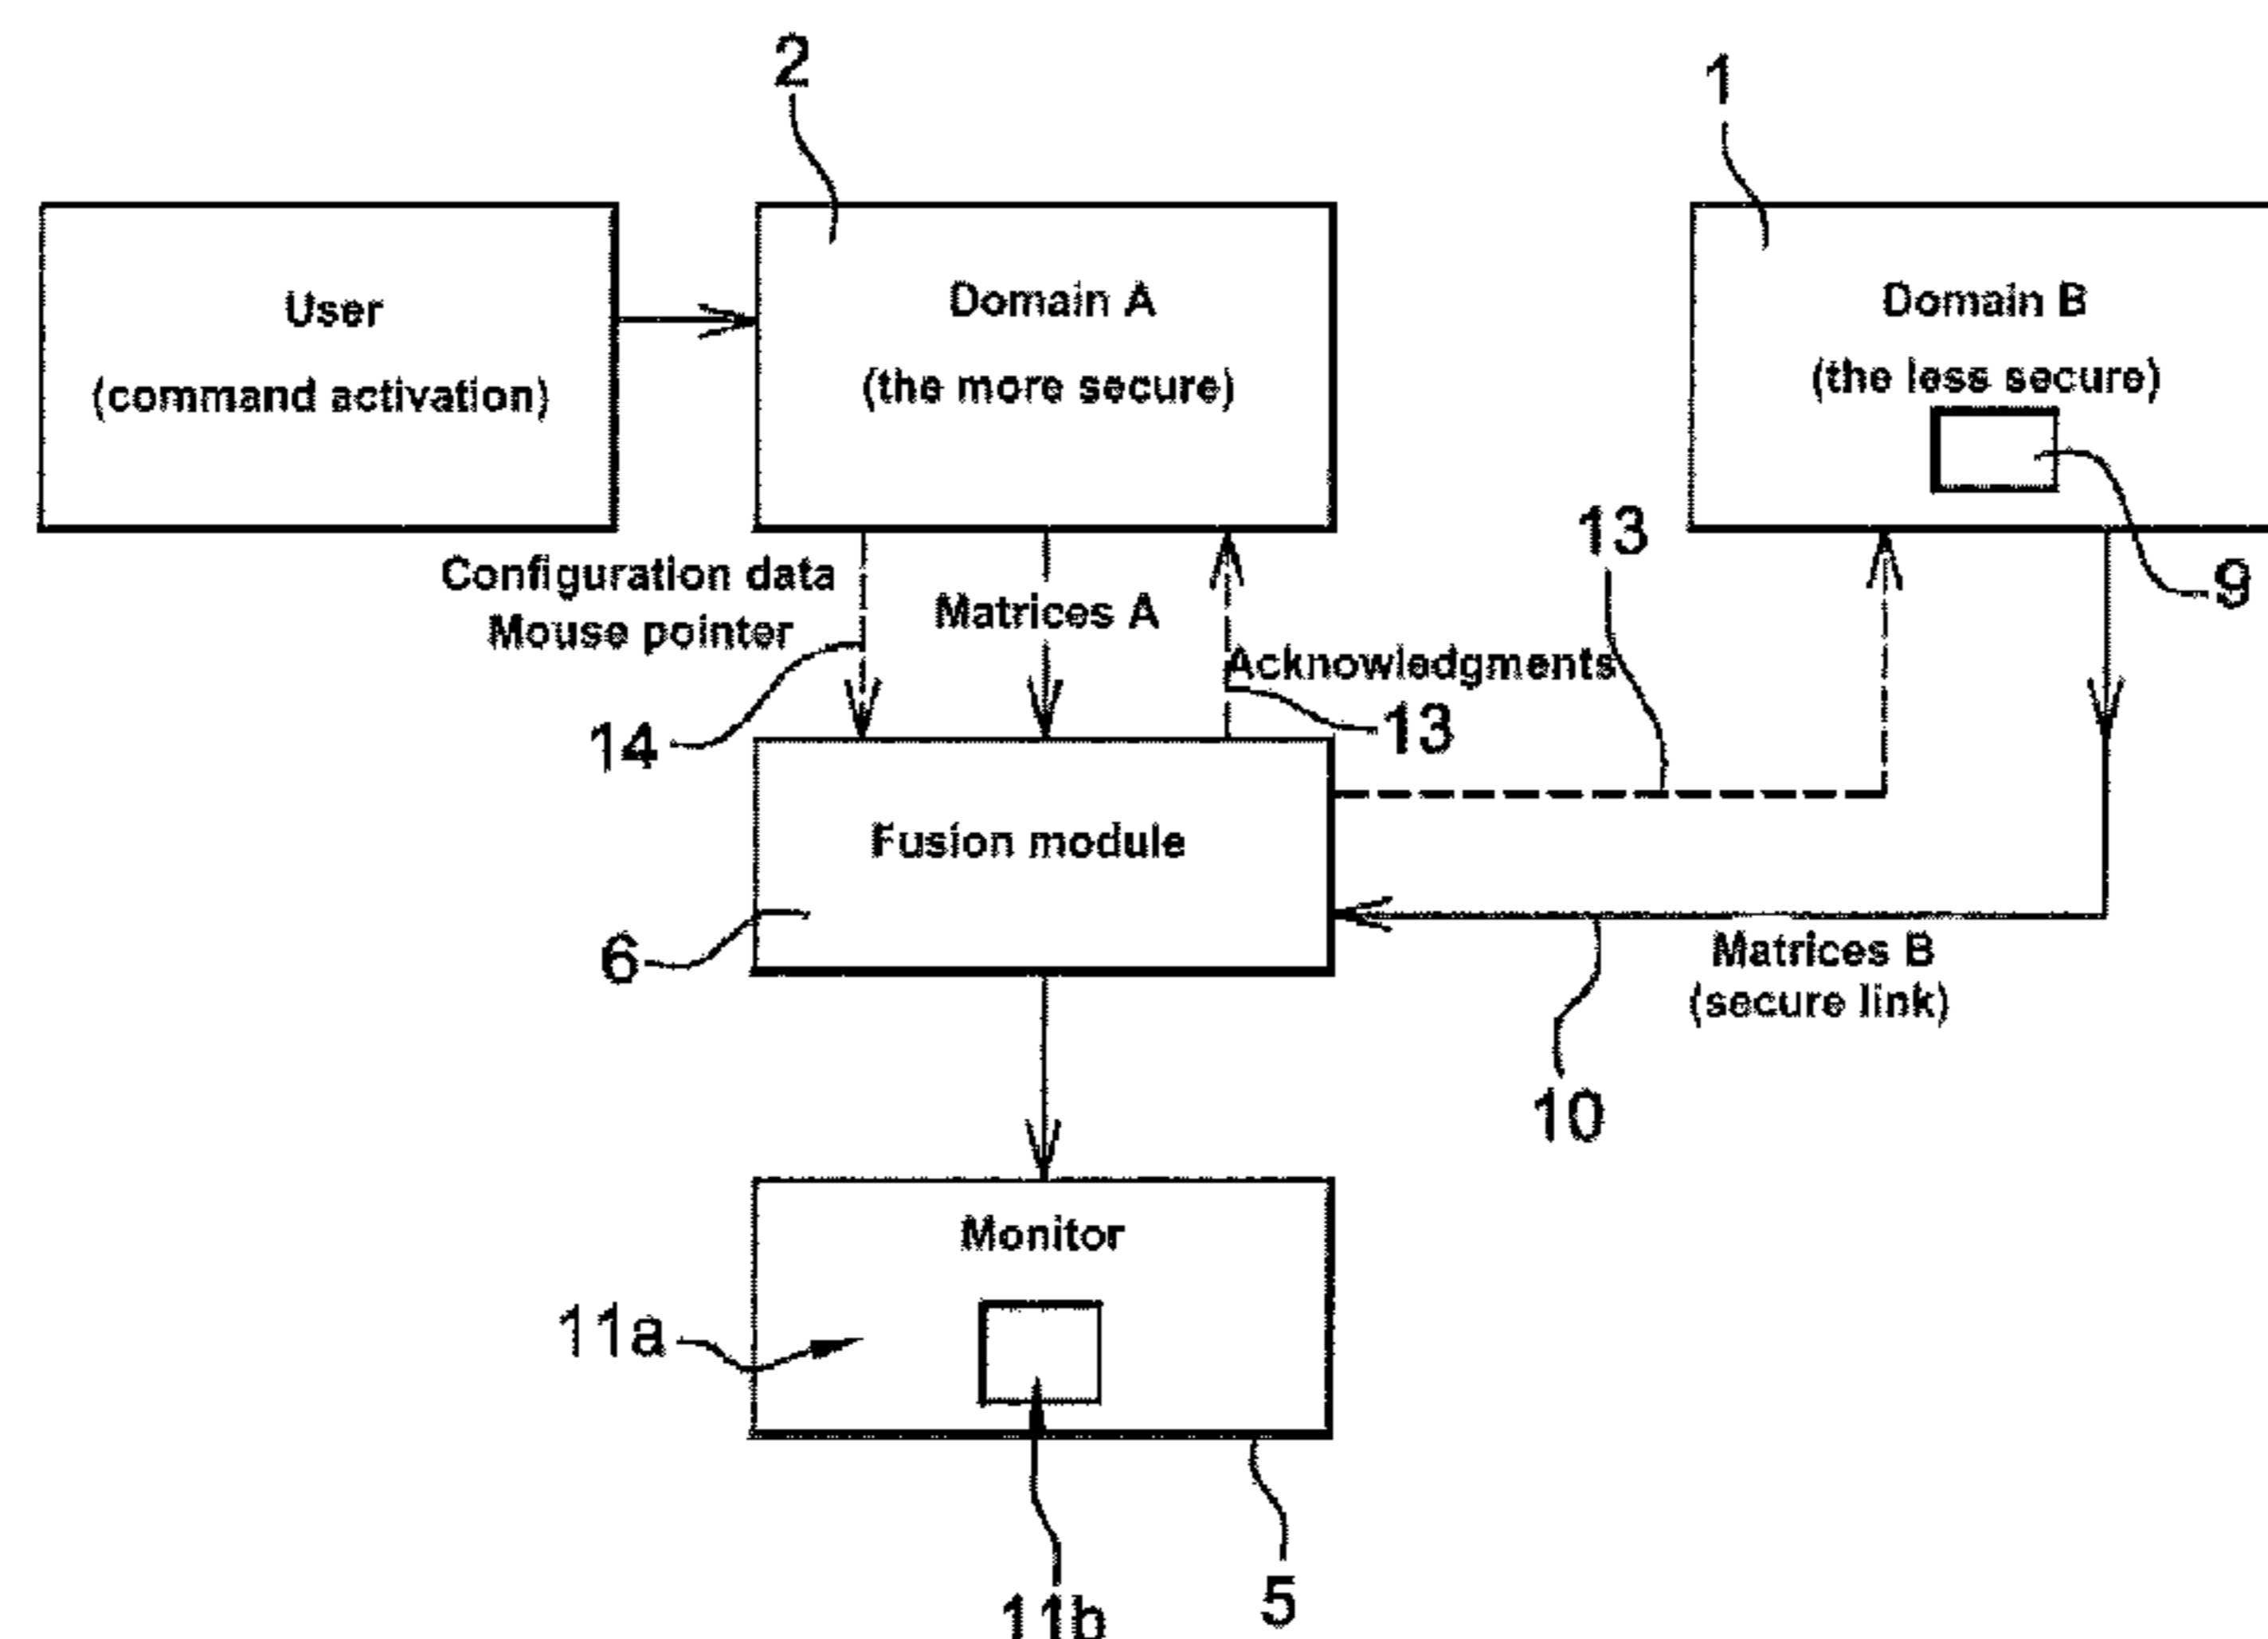 2
1
User
(command activation)
Domain A
(the more secure)
Domain B
(the less secure)
9
13
Configuration data
Mouse pointer
Matrices A
Acknowledgments
14
13
Fusion module
6
Matrices B
(secure link)
10
Monitor
11a
11b
5